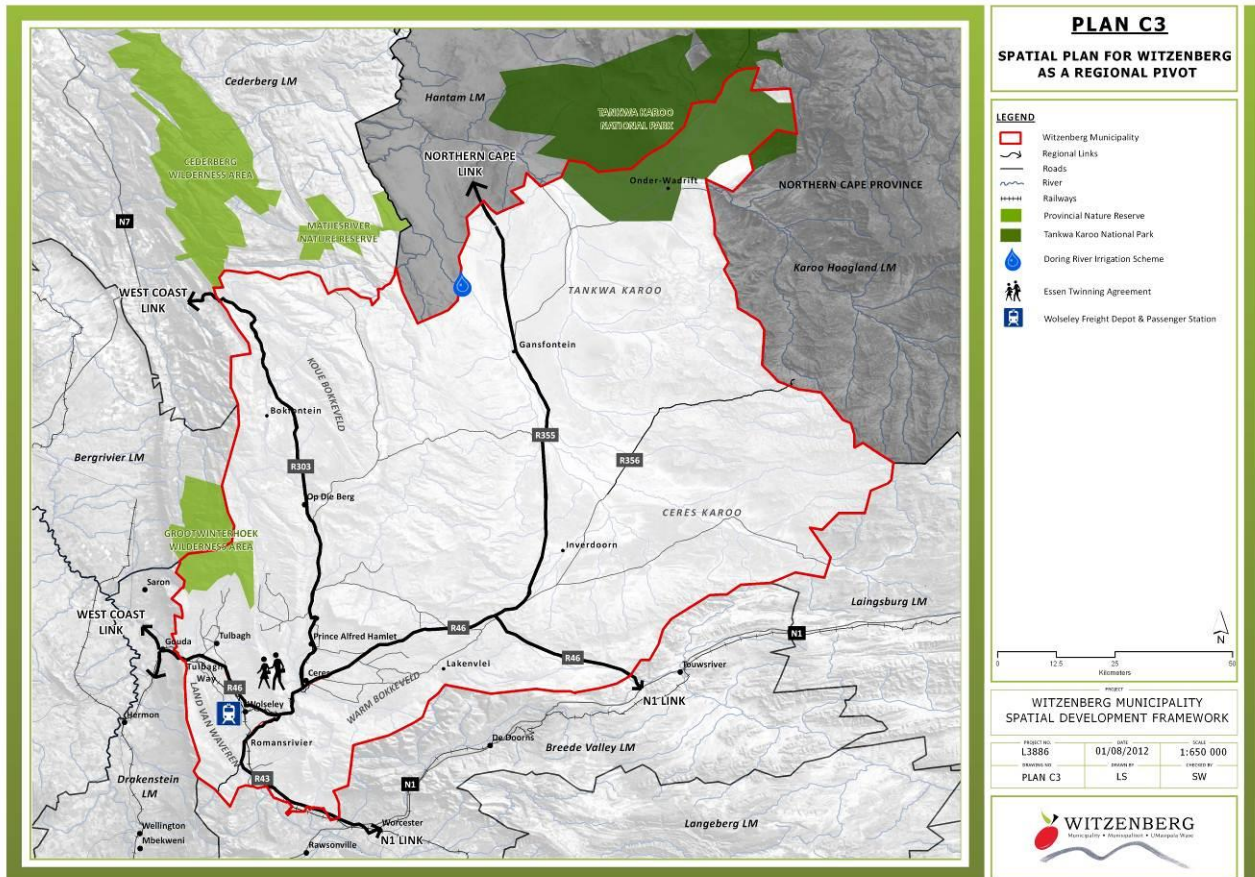 Cederberg LM
Hantam LM
TANKWA KAROO
NATIONAL PARK
CEDERBERG
WILDERNESS AREA
NORTHERN CAPE
LINK
Onder-Wadrift
NORTHERN CAPE PROVINCE
N7
MATJIESRIVER
NATURE RESERVE
Karoo Hoogland LM
WEST COAST
LINK
TANKWA KAROO
Gansfontein
KOUE BOKKEVELD
Bokfontein
R355
Bergrivier LM
R303
R356
Op Die Berg
CERES KAROO
GROOTWINTERHOEK
WILDERNESS AREA
Inverdoorn
Saron
Laingsburg LM
WEST COAST
LINK
N1
Gouda
Tulbagh
Prince Alfred Hamlet
R46
Tulbagh
Way
Ceres
Lakenvlei
R46
Touwsriver
R46
WARM BOKKEVELD
N1 LINK
Wolseley
LAND VAN WAVEREN
Hermon
Romansrivier
De Doorns
Breede Valley LM
Drakenstein
LM
R43
N1
Worcester
Langeberg LM
Wellington
Mbekweni
Rawsonville
N1 LINK
PLAN C3
SPATIAL PLAN FOR WITZENBERG
AS A REGIONAL PIVOT
LEGEND
Witzenberg Municipality
Regional Links
Roads
River
Railways
Provincial Nature Reserve
Tankwa Karoo National Park
Doring River Irrigation Scheme
Essen Twinning Agreement
Wolseley Freight Depot & Passenger Station
N
0 12.5 25 50
Kilometers
PROJECT
WITZENBERG MUNICIPALITY
SPATIAL DEVELOPMENT FRAMEWORK
PROJECT NO. DATE SCALE
L3886 01/08/2012 1:650 000
DRAWING NO DRAWN BY CHECKED BY
PLAN C3 LS SW
WITZENBERG
Municipality • Munisipaliteit • UMasipala Wase